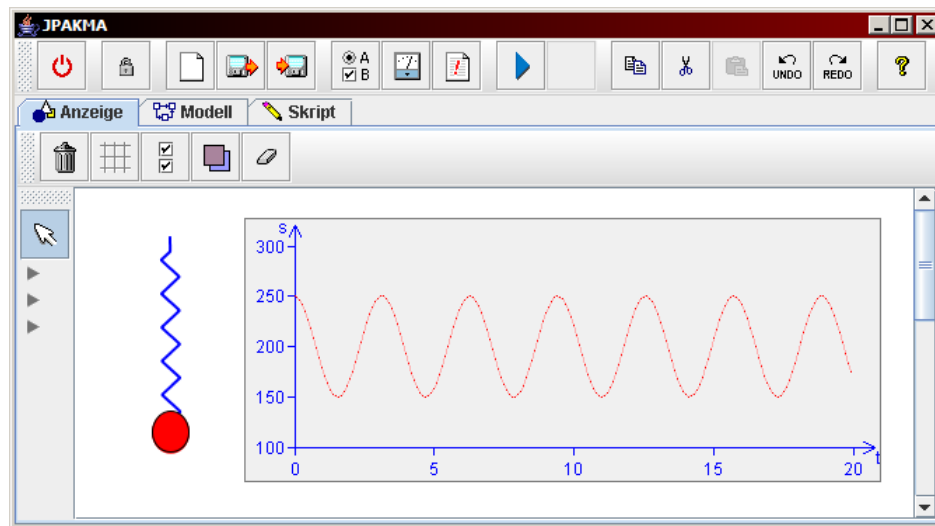 JPAKMA
A
B
UNDO
REDO
?
Anzeige
Modell
Skript
s
300
250
200
150
100
0
5
10
15
20
t